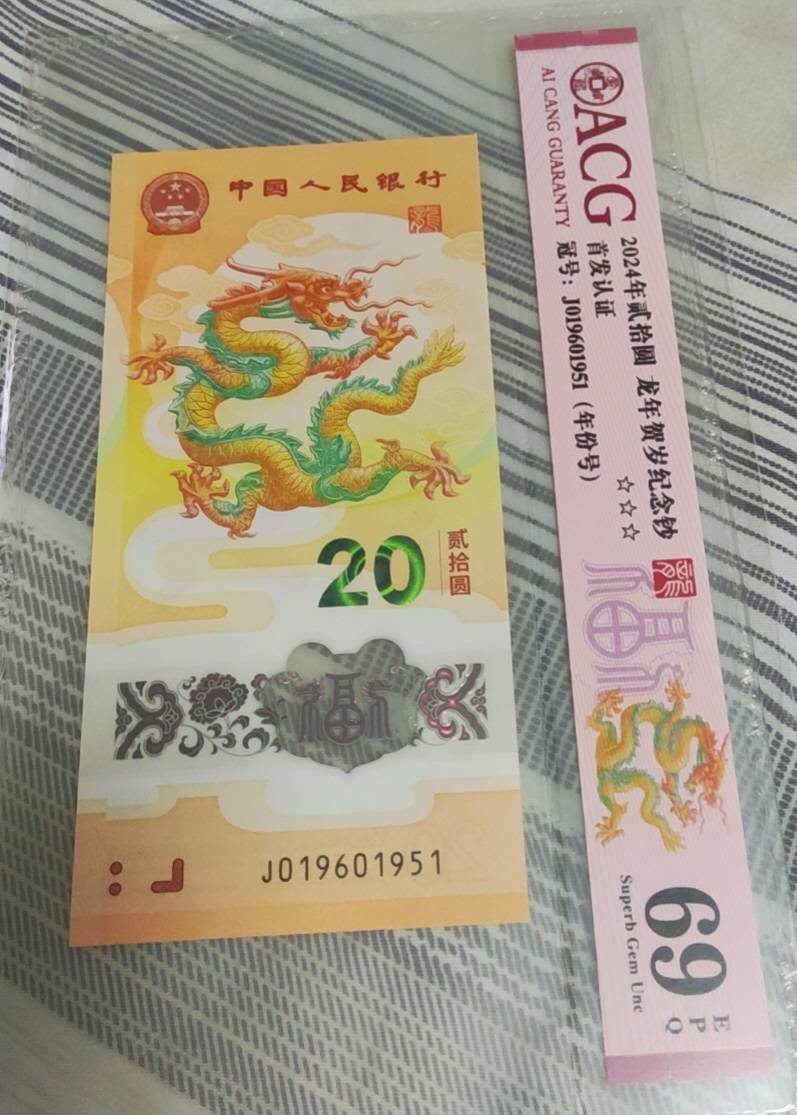 中国人民银行
龍
20
贰拾圆
福
J019601951
ACG
AI CANG GUARANTY
2024年贰拾圆 龙年贺岁纪念钞
首发认证
☆☆☆
冠号：J019601951（年份号）
龍
福
69
EPQ
Superb Gem Unc